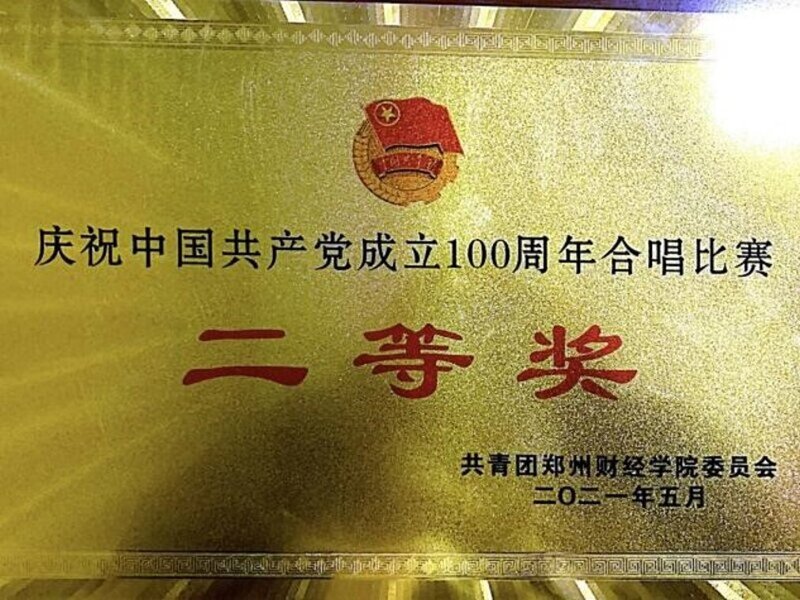 庆祝中国共产党成立100周年合唱比赛
二等奖
共青团郑州财经学院委员会
二〇二一年五月